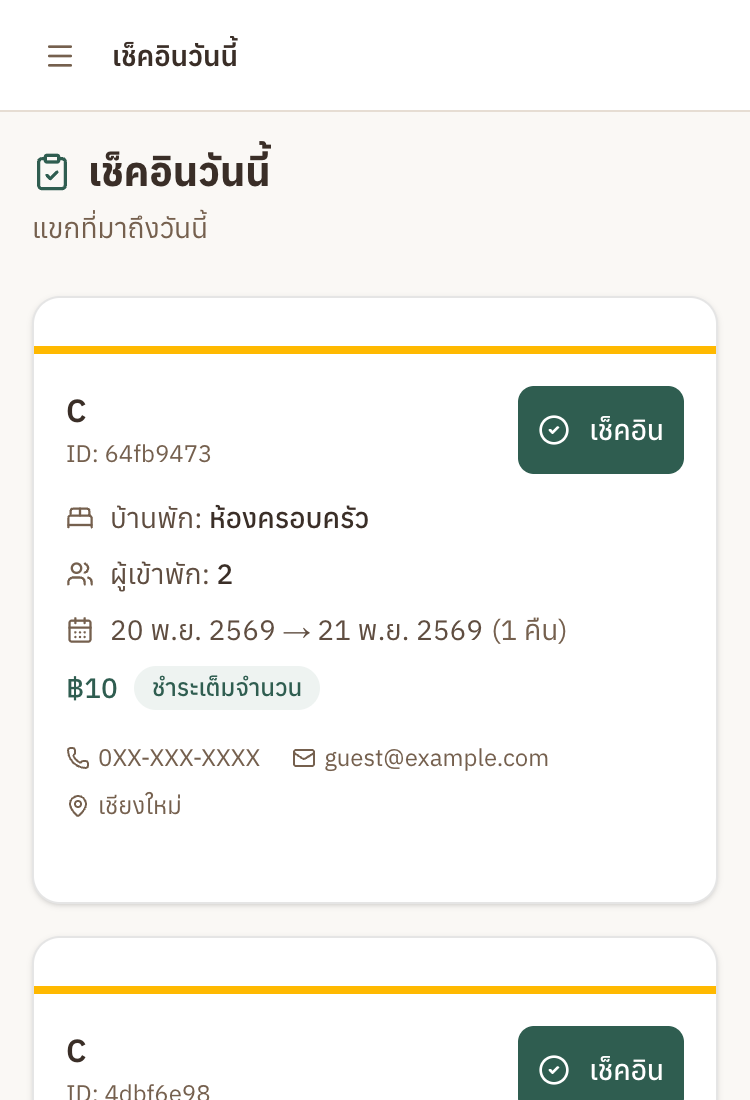 เช็คอินวันนี้
เช็คอินวันนี้
แขกที่มาถึงวันนี้
C
ID: 64fb9473
เช็คอิน
บ้านพัก: ห้องครอบครัว
ผู้เข้าพัก: 2
20 พ.ย. 2569 → 21 พ.ย. 2569 (1 คืน)
฿10 ชำระเต็มจำนวน
0XX-XXX-XXXX guest@example.com
เชียงใหม่
C
ID: 4dbf6e98
เช็คอิน